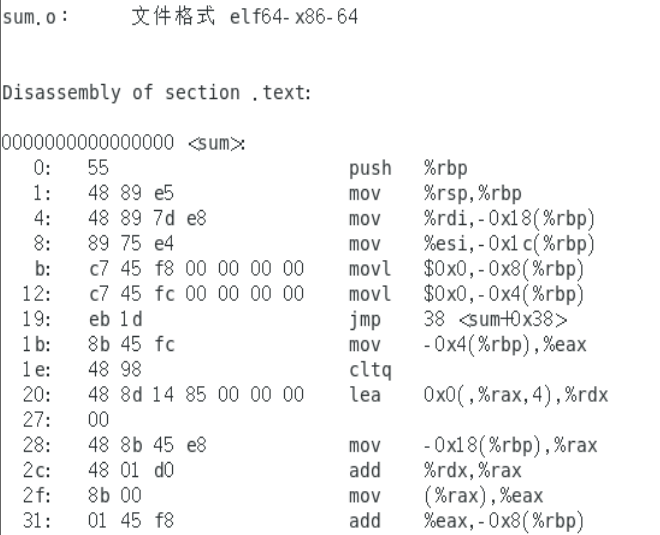 sum.o:     文件格式 elf64-x86-64
Disassembly of section .text:
0000000000000000 <sum>:
   0:	55                   	push   %rbp
   1:	48 89 e5             	mov    %rsp,%rbp
   4:	48 89 7d e8          	mov    %rdi,-0x18(%rbp)
   8:	89 75 e4             	mov    %esi,-0x1c(%rbp)
   b:	c7 45 f8 00 00 00 00 	movl   $0x0,-0x8(%rbp)
  12:	c7 45 fc 00 00 00 00 	movl   $0x0,-0x4(%rbp)
  19:	eb 1d                	jmp    38 <sum+0x38>
  1b:	8b 45 fc             	mov    -0x4(%rbp),%eax
  1e:	48 98                	cltq
  20:	48 8d 14 85 00 00 00 	lea    0x0(,%rax,4),%rdx
  27:	00
  28:	48 8b 45 e8          	mov    -0x18(%rbp),%rax
  2c:	48 01 d0             	add    %rdx,%rax
  2f:	8b 00                	mov    (%rax),%eax
  31:	01 45 f8             	add    %eax,-0x8(%rbp)